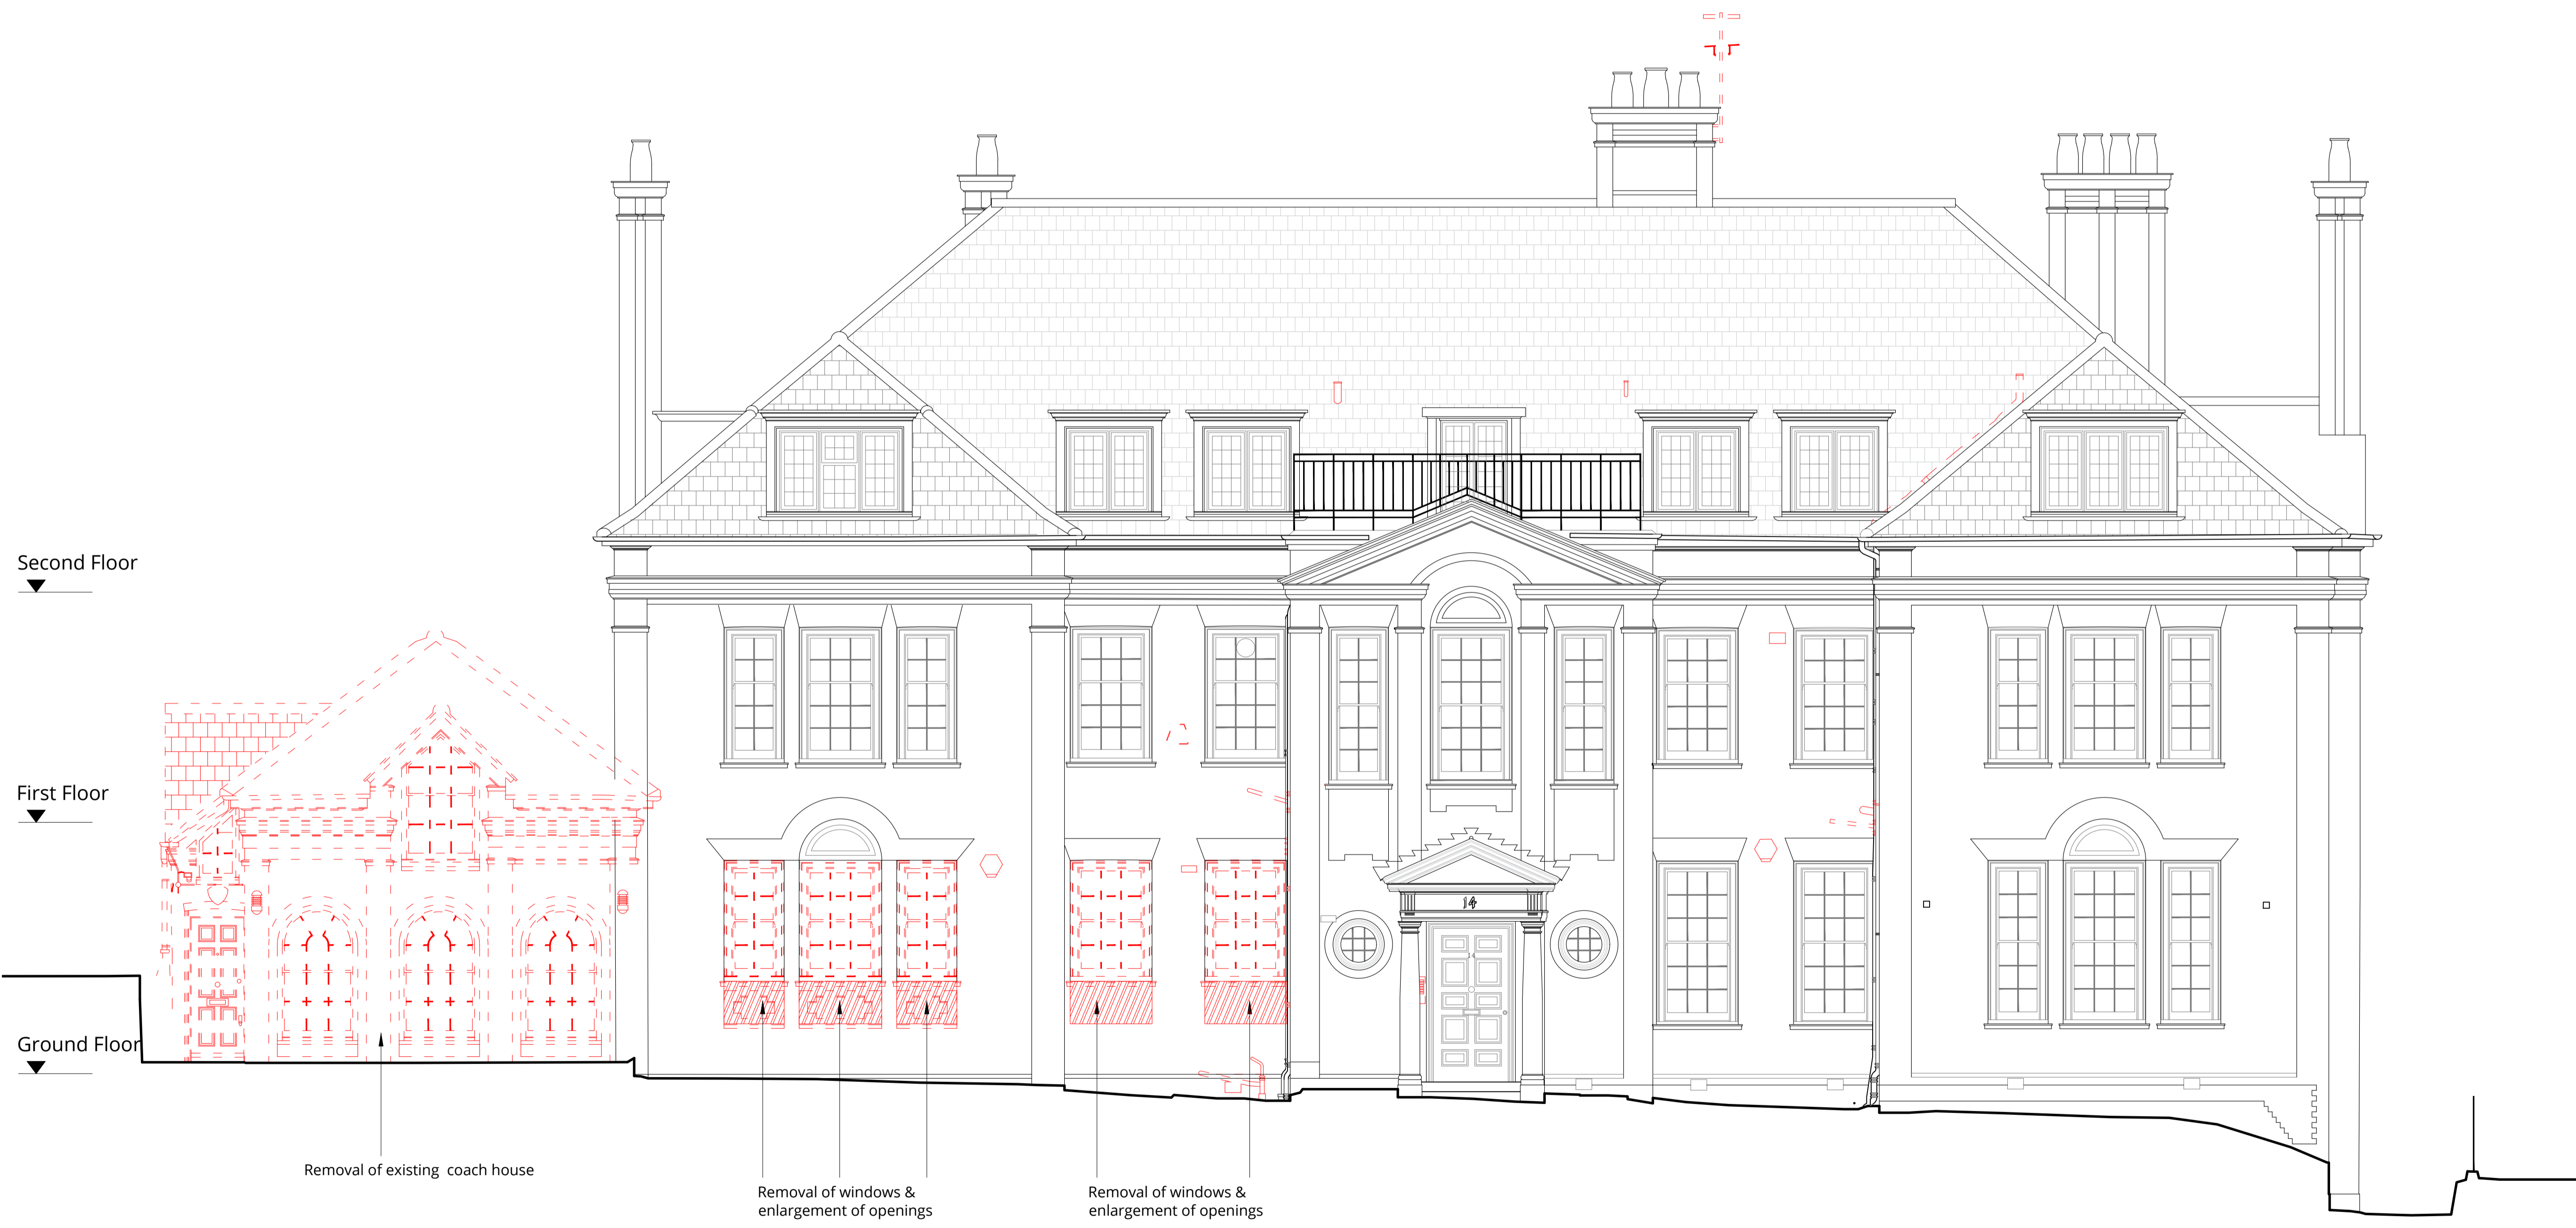 Second Floor
First Floor
Ground Floor
14
Removal of existing coach house
Removal of windows &
enlargement of openings
Removal of windows &
enlargement of openings